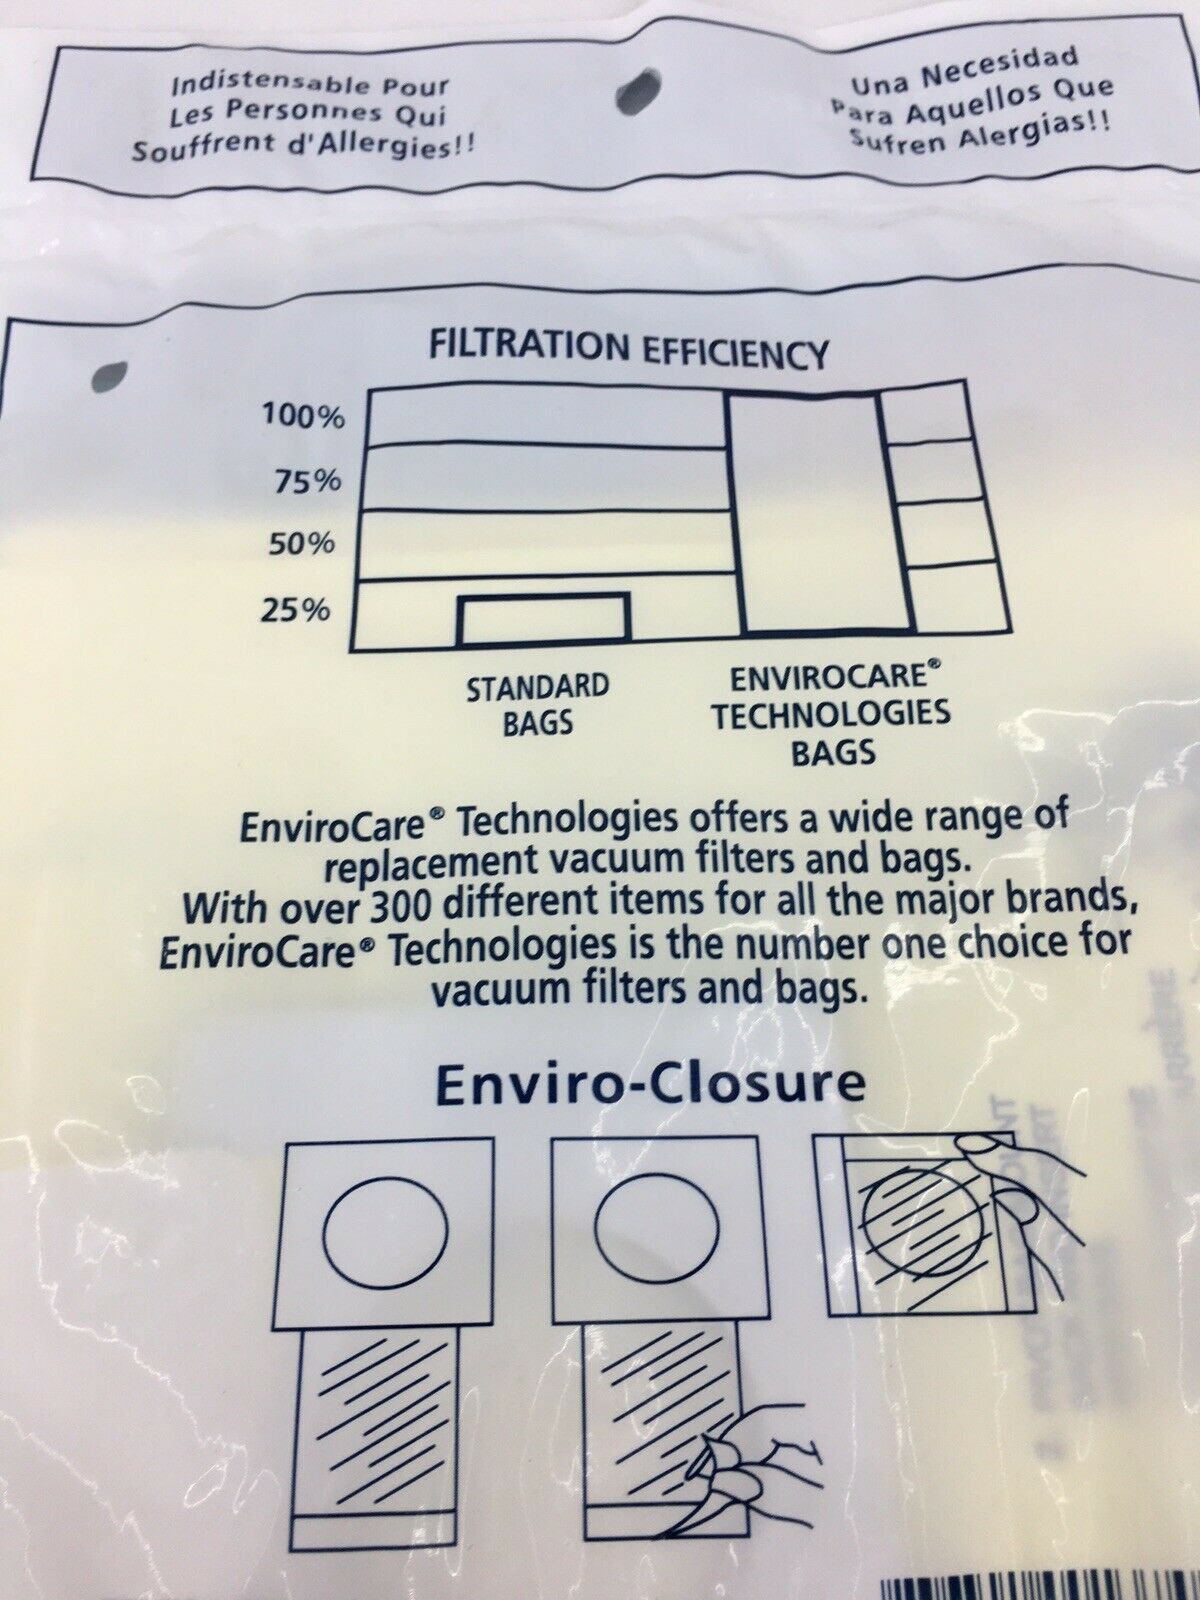 Indistensable Pour
Les Personnes Qui
Souffrent d'Allergies!!
Una Necesidad
Para Aquellos Que
Sufren Alergias!!
FILTRATION EFFICIENCY
100%
75%
50%
25%
STANDARD
BAGS
ENVIROCARE®
TECHNOLOGIES
BAGS
EnviroCare® Technologies offers a wide range of
replacement vacuum filters and bags.
With over 300 different items for all the major brands,
EnviroCare® Technologies is the number one choice for
vacuum filters and bags.
Enviro-Closure